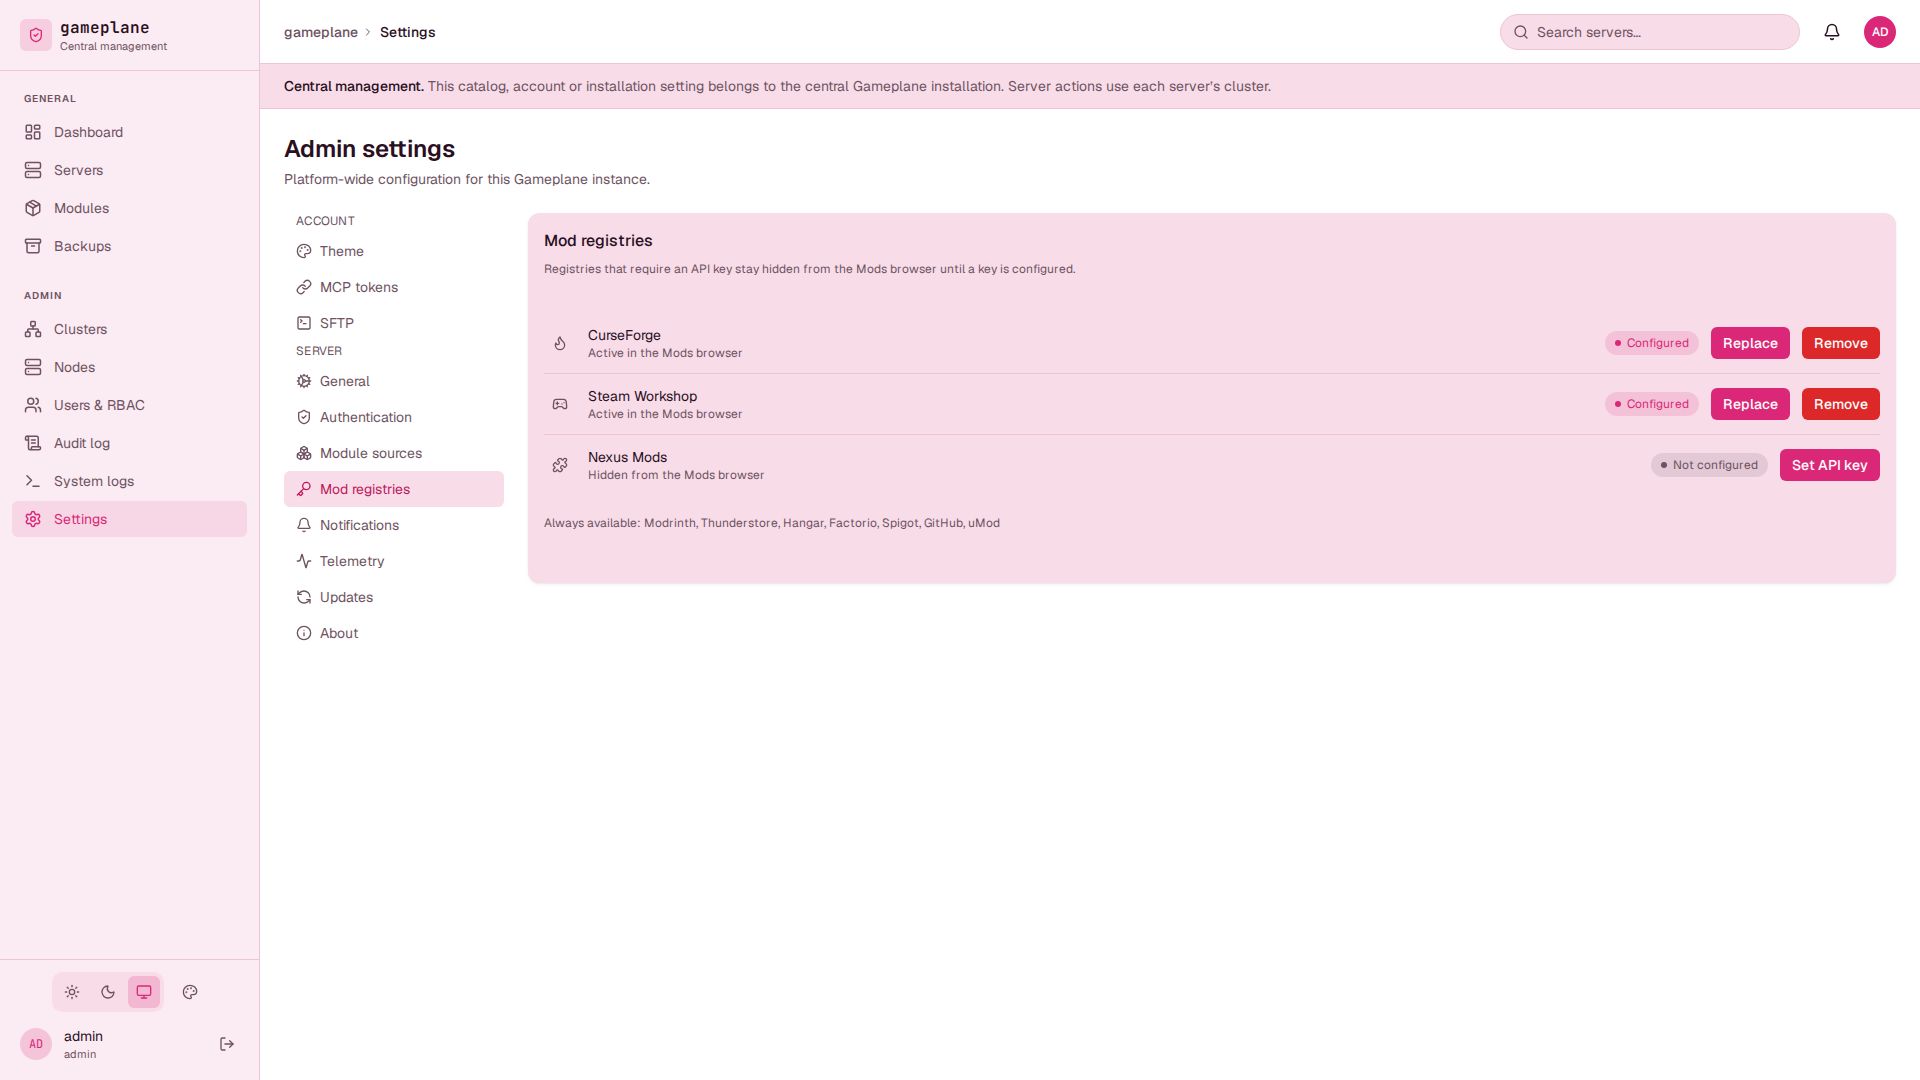 gameplane
Central management
GENERAL
Dashboard
Servers
Modules
Backups
ADMIN
Clusters
Nodes
Users & RBAC
Audit log
System logs
Settings
AD
admin
admin
gameplane > Settings
Search servers...
AD
Central management. This catalog, account or installation setting belongs to the central Gameplane installation. Server actions use each server's cluster.
Admin settings
Platform-wide configuration for this Gameplane instance.
ACCOUNT
Theme
MCP tokens
SFTP
SERVER
General
Authentication
Module sources
Mod registries
Notifications
Telemetry
Updates
About
Mod registries
Registries that require an API key stay hidden from the Mods browser until a key is configured.
CurseForge
Active in the Mods browser
Configured
Replace
Remove
Steam Workshop
Active in the Mods browser
Configured
Replace
Remove
Nexus Mods
Hidden from the Mods browser
Not configured
Set API key
Always available: Modrinth, Thunderstore, Hangar, Factorio, Spigot, GitHub, uMod